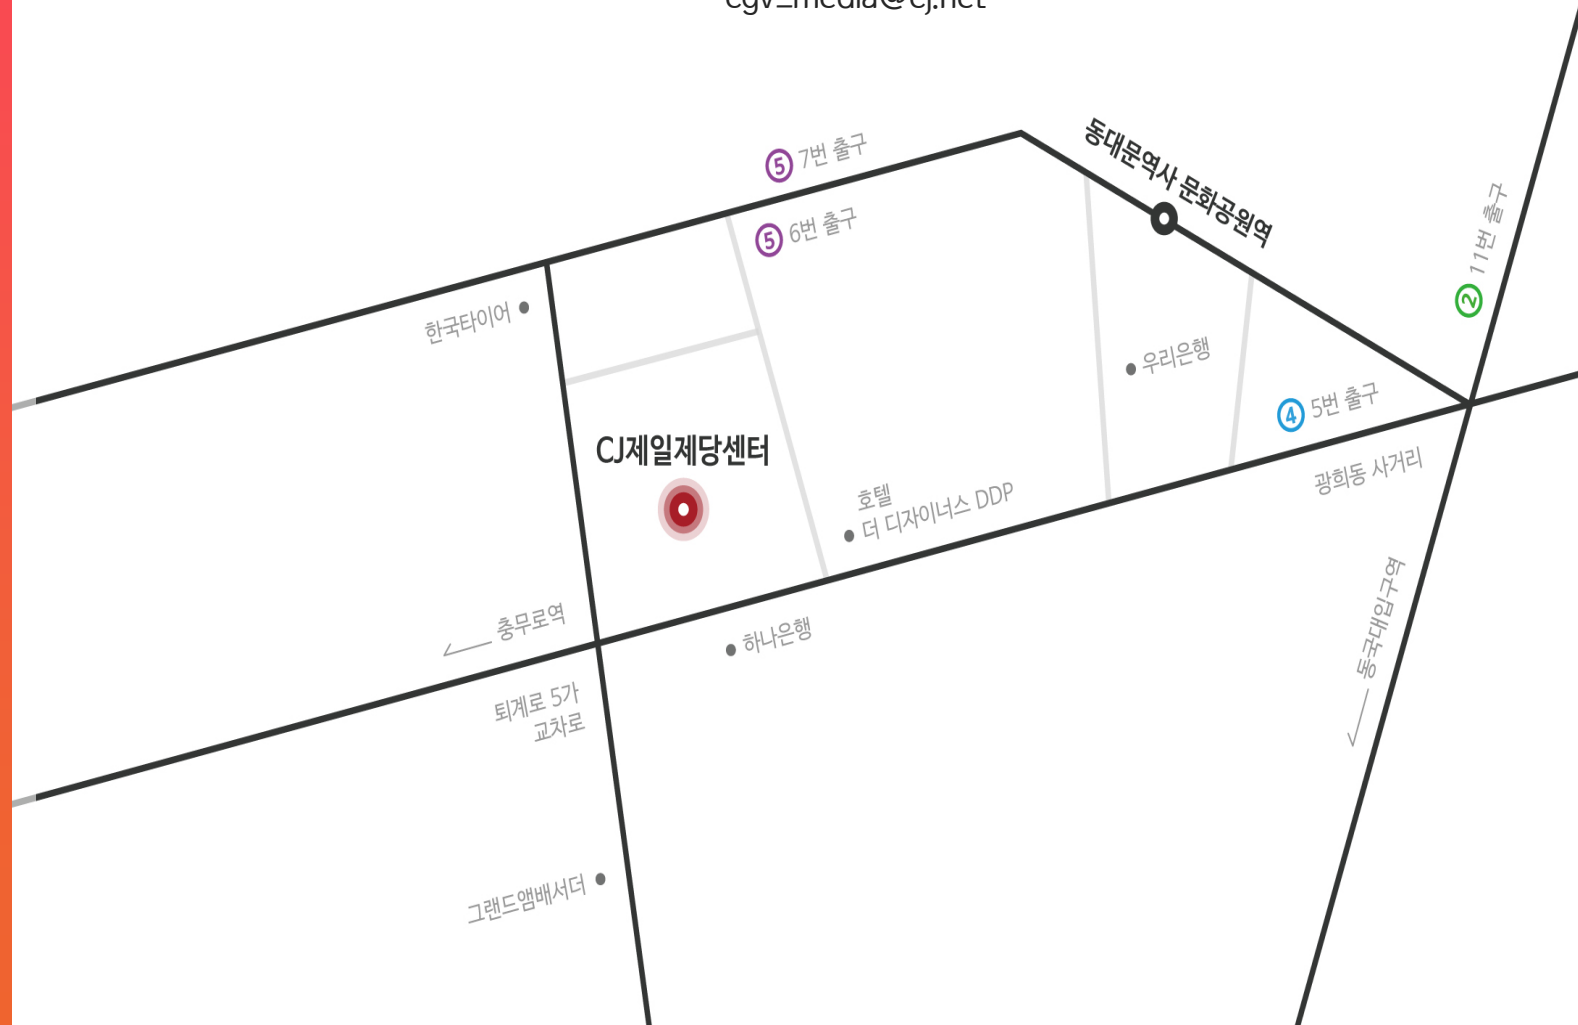 cgv_media@cj.net
⑤ 7번 출구
동대문역사 문화공원역
⑤ 6번 출구
② 11번 출구
한국타이어
우리은행
④ 5번 출구
CJ제일제당센터
광희동 사거리
호텔
더 디자이너스 DDP
충무로역
하나은행
동국대입구역
퇴계로 5가
교차로
그랜드앰배서더